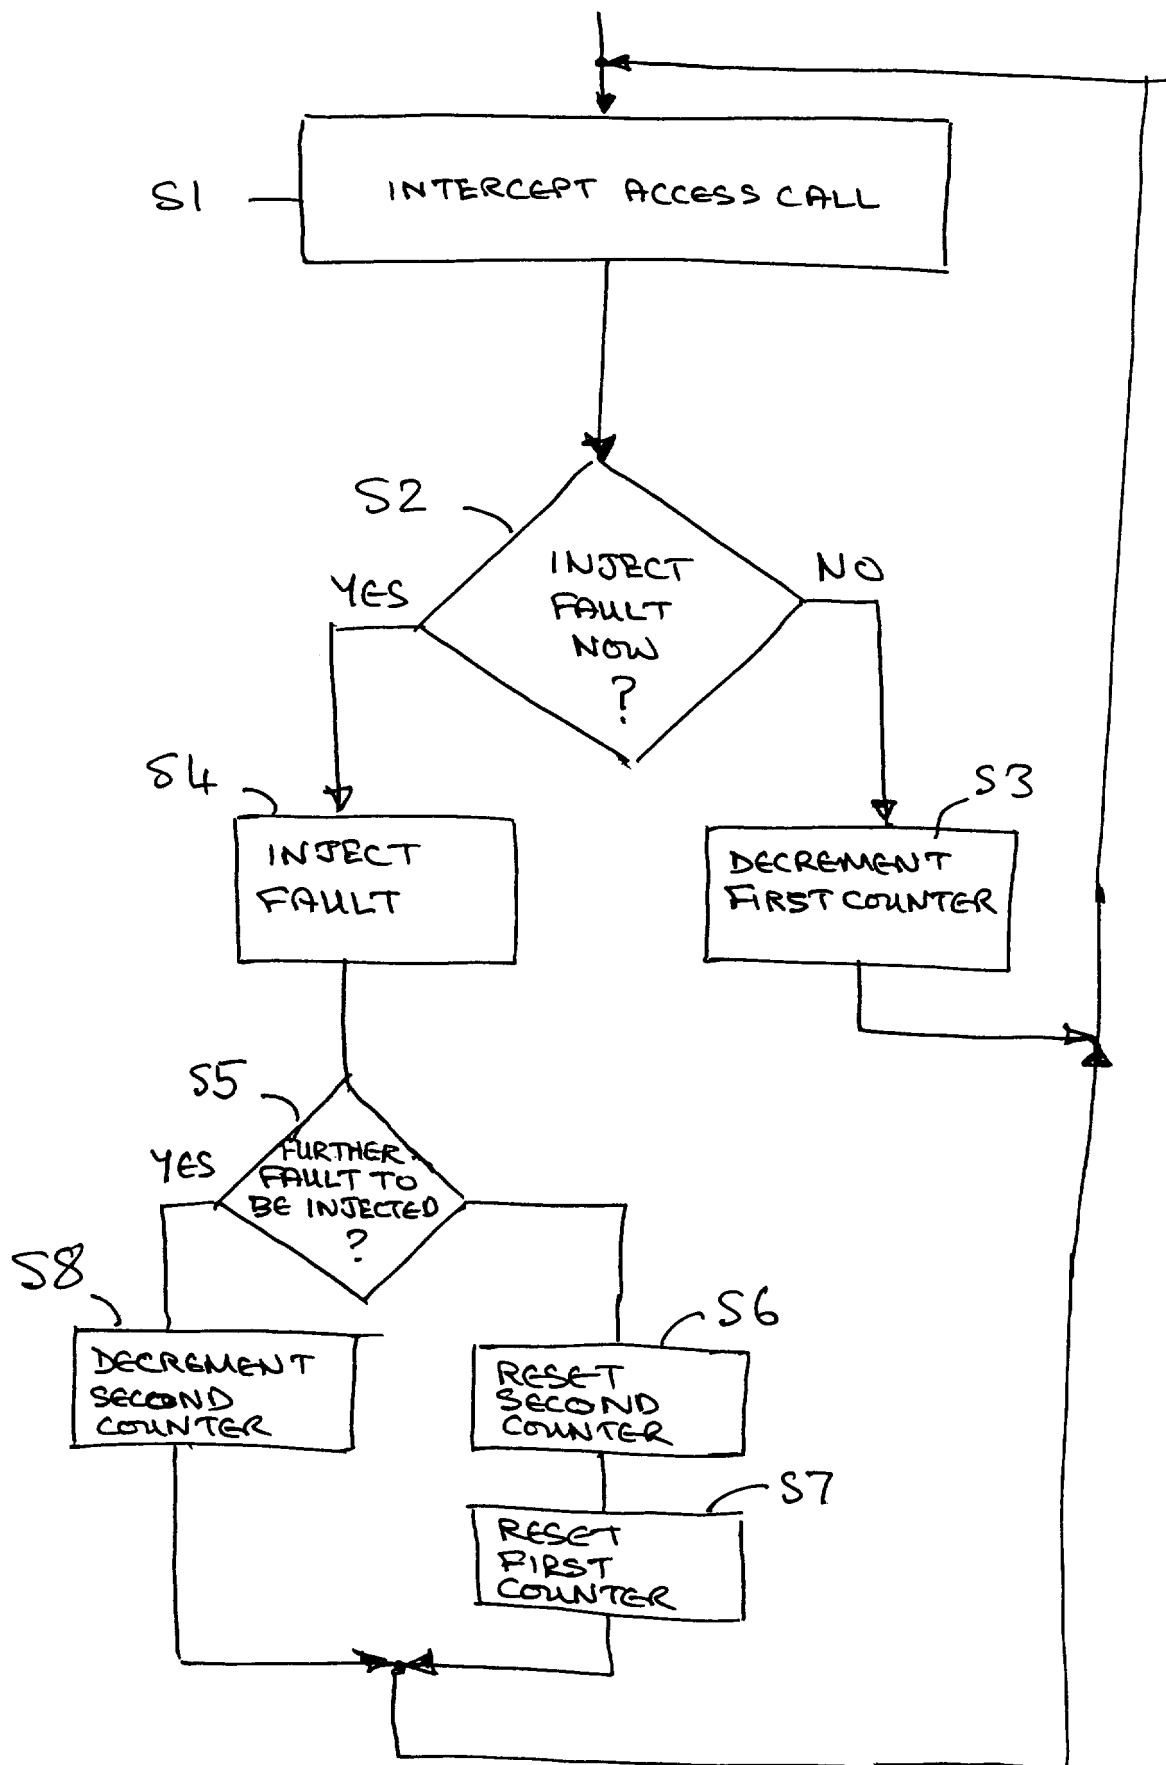 S1
INTERCEPT ACCESS CALL
S2
YES
NO
INJECT
FAULT
NOW
?
S4
INJECT
FAULT
S3
DECREMENT
FIRST COUNTER
S5
YES
FURTHER
FAULT TO
BE INJECTED
?
S8
DECREMENT
SECOND
COUNTER
S6
RESET
SECOND
COUNTER
S7
RESET
FIRST
COUNTER